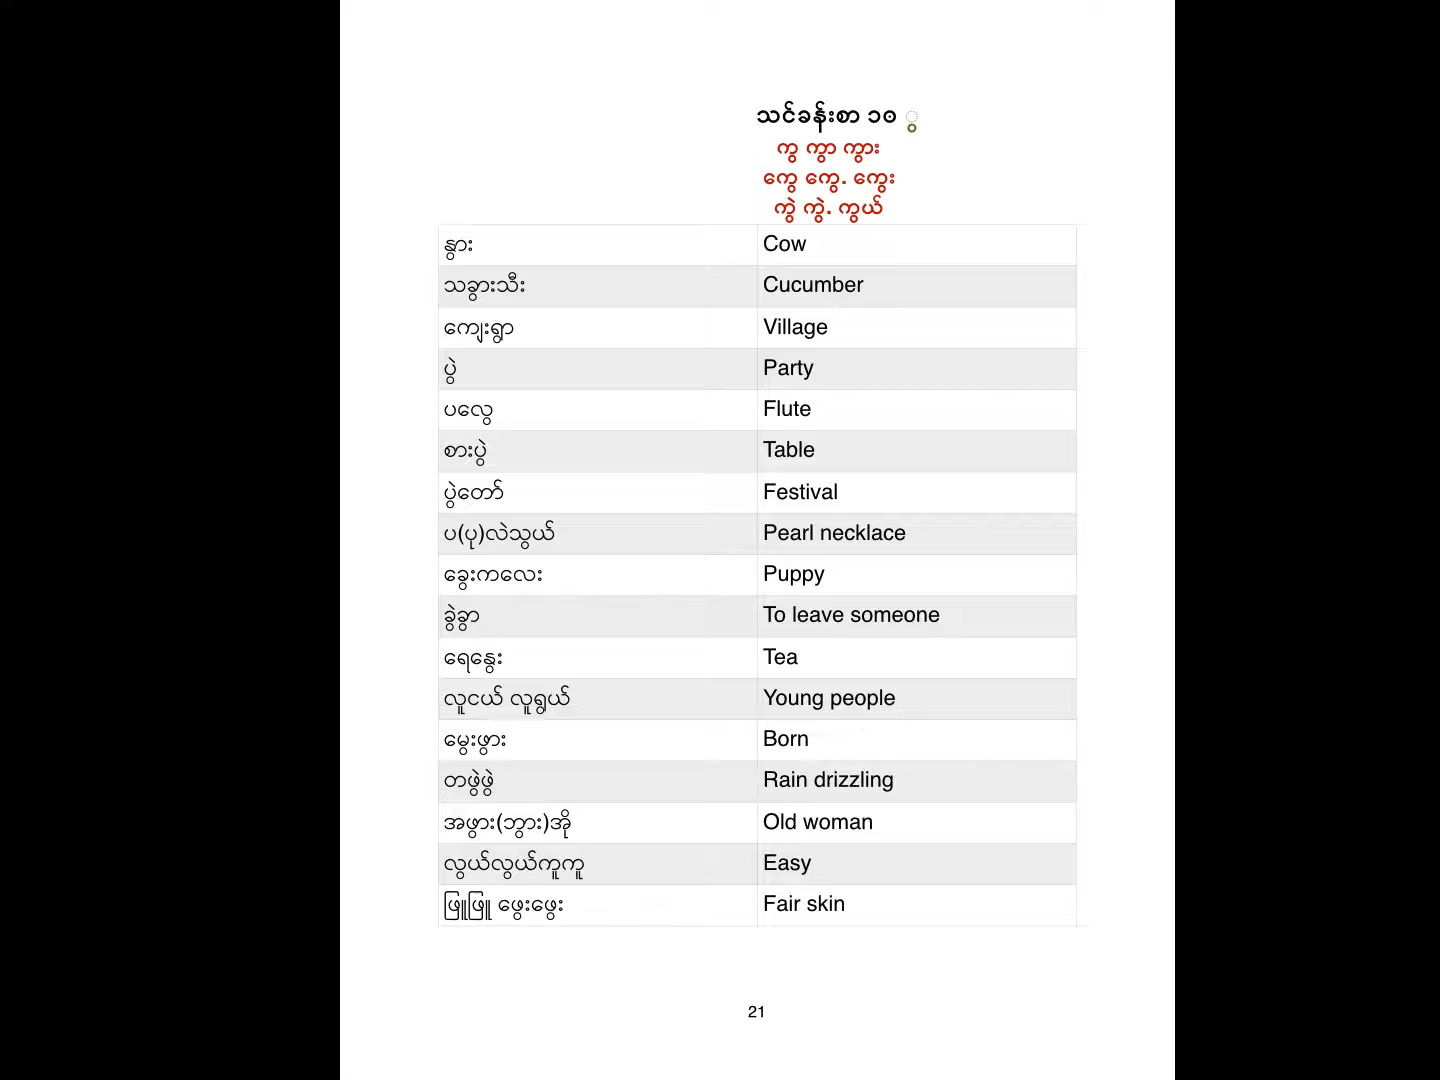 သင်ခန်းစာ ၁၀ ွ
ကွ ကွာ ကွား
ကွေ ကွေ. ကွေး
ကွဲ ကွဲ. ကွယ်
နွား Cow
သခွားသီး Cucumber
ကျေးရွာ Village
ပွဲ Party
ပလွေ Flute
စားပွဲ Table
ပွဲတော် Festival
ပ(ပု)လဲသွယ် Pearl necklace
ခွေးကလေး Puppy
ခွဲခွာ To leave someone
ရေနွေး Tea
လူငယ် လူရွယ် Young people
မွေးဖွား Born
တဖွဲဖွဲ Rain drizzling
အဖွား(ဘွား)အို Old woman
လွယ်လွယ်ကူကူ Easy
ဖြူဖြူ ဖွေးဖွေး Fair skin
21